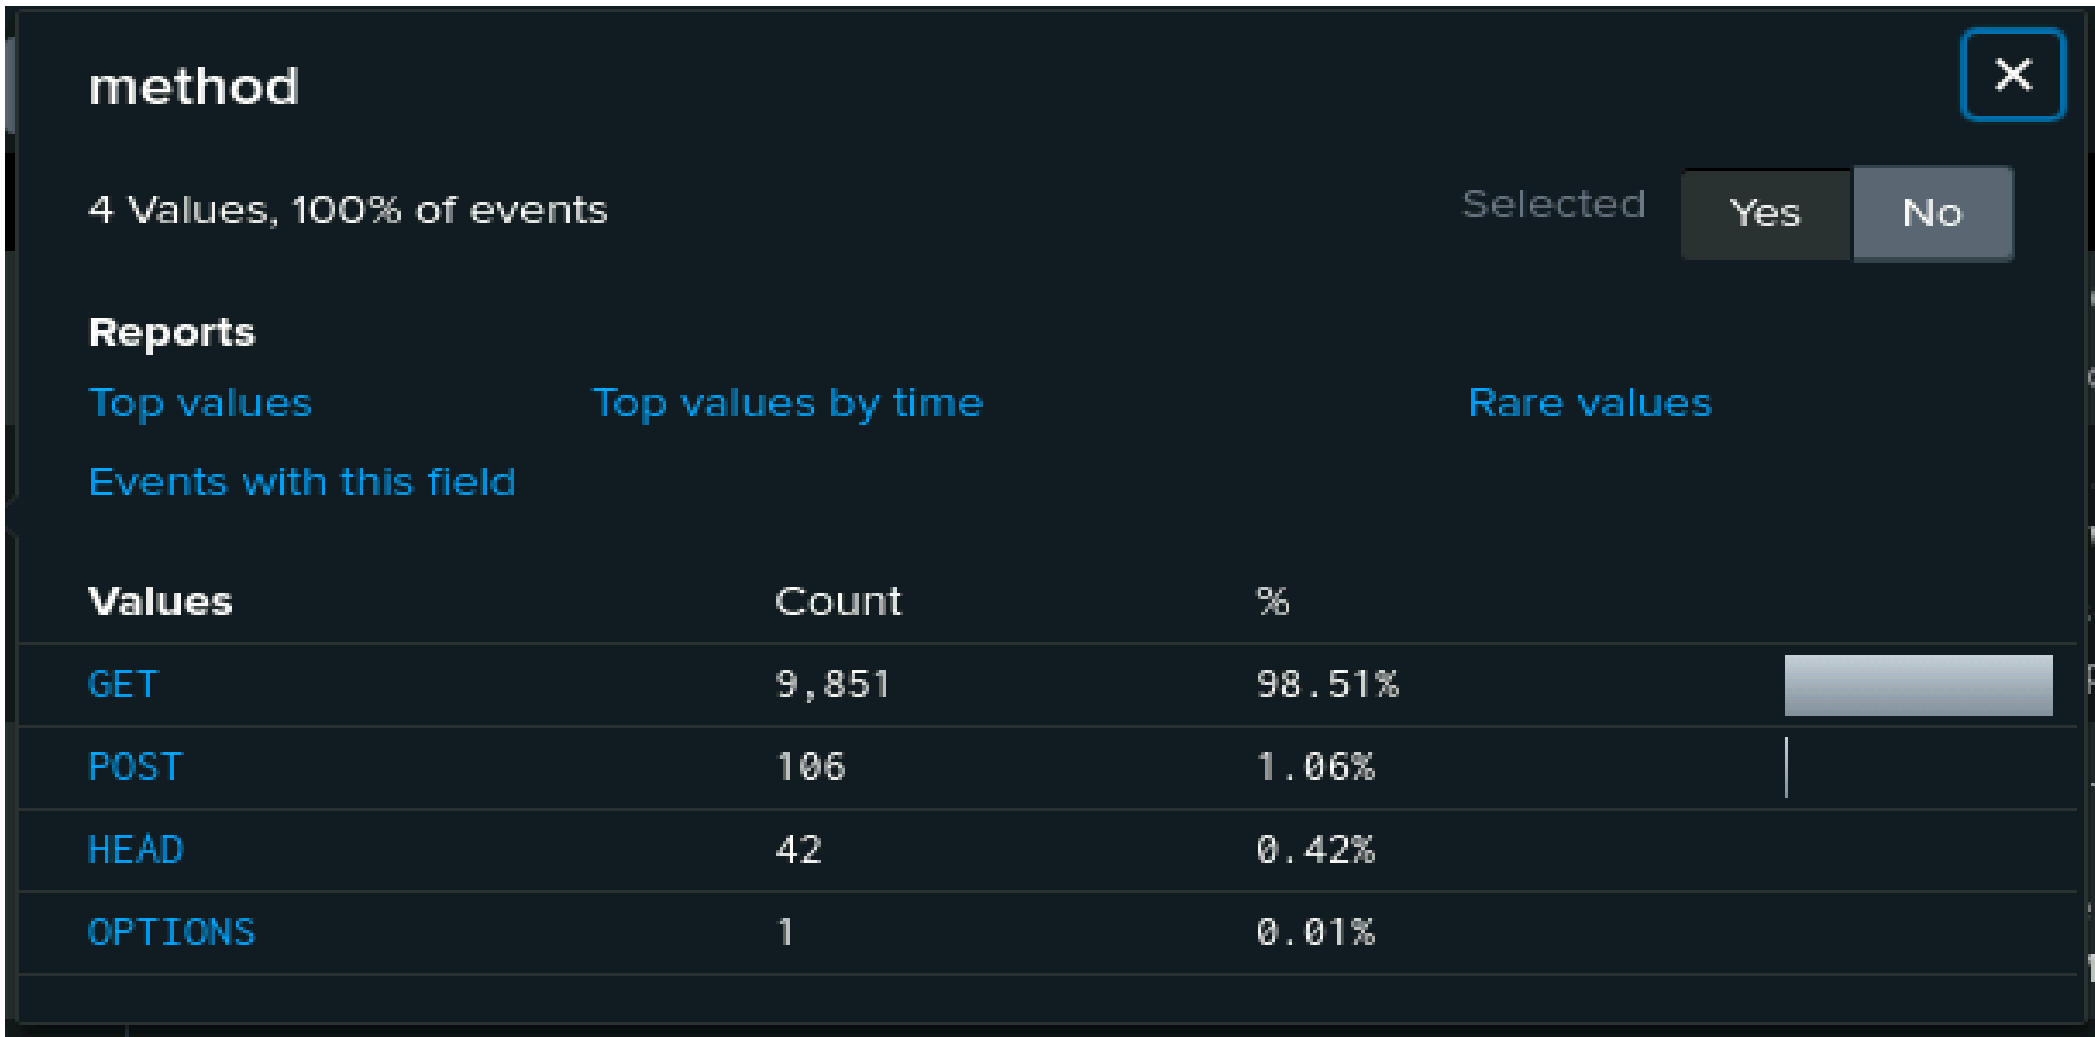 method
✕
4 Values, 100% of events
Selected Yes No
Reports
Top values Top values by time Rare values
Events with this field
Values Count %
GET 9,851 98.51%
POST 106 1.06%
HEAD 42 0.42%
OPTIONS 1 0.01%